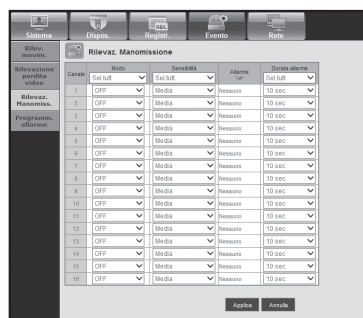 Sistema Dispos. Registr. Evento Rete
Rilev. movim.
Rilevazione perdita video
Rilevaz. Manomiss.
Programm. allarme
Rilevaz. Manomissione
Canale Modo Sensibilità Allarme Durata allarme
Sel.tutt Sel.tutt Sel.tutt
1 OFF Media Nessuno 10 sec
2 OFF Media Nessuno 10 sec
3 OFF Media Nessuno 10 sec
4 OFF Media Nessuno 10 sec
5 OFF Media Nessuno 10 sec
6 OFF Media Nessuno 10 sec
7 OFF Media Nessuno 10 sec
8 OFF Media Nessuno 10 sec
9 OFF Media Nessuno 10 sec
10 OFF Media Nessuno 10 sec
11 OFF Media Nessuno 10 sec
12 OFF Media Nessuno 10 sec
13 OFF Media Nessuno 10 sec
14 OFF Media Nessuno 10 sec
15 OFF Media Nessuno 10 sec
16 OFF Media Nessuno 10 sec
Applica Annulla